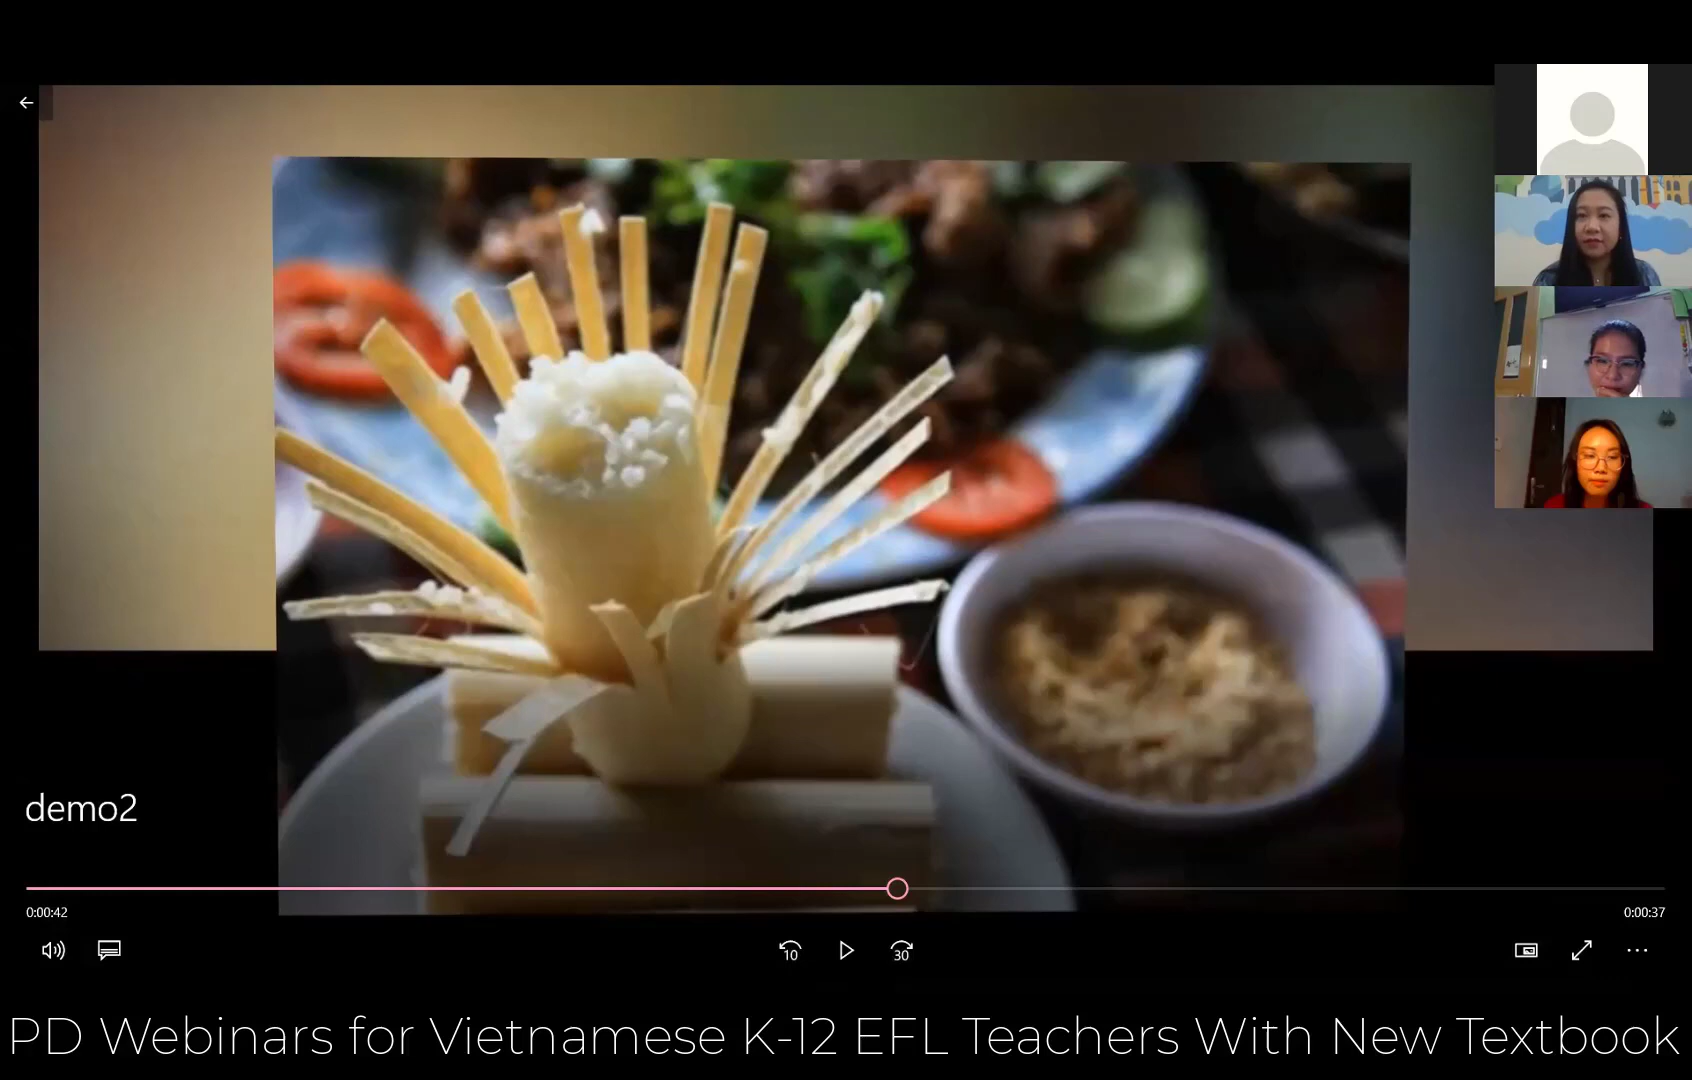 demo2
0:00:42
0:00:37
10
30
PD Webinars for Vietnamese K-12 EFL Teachers With New Textbook